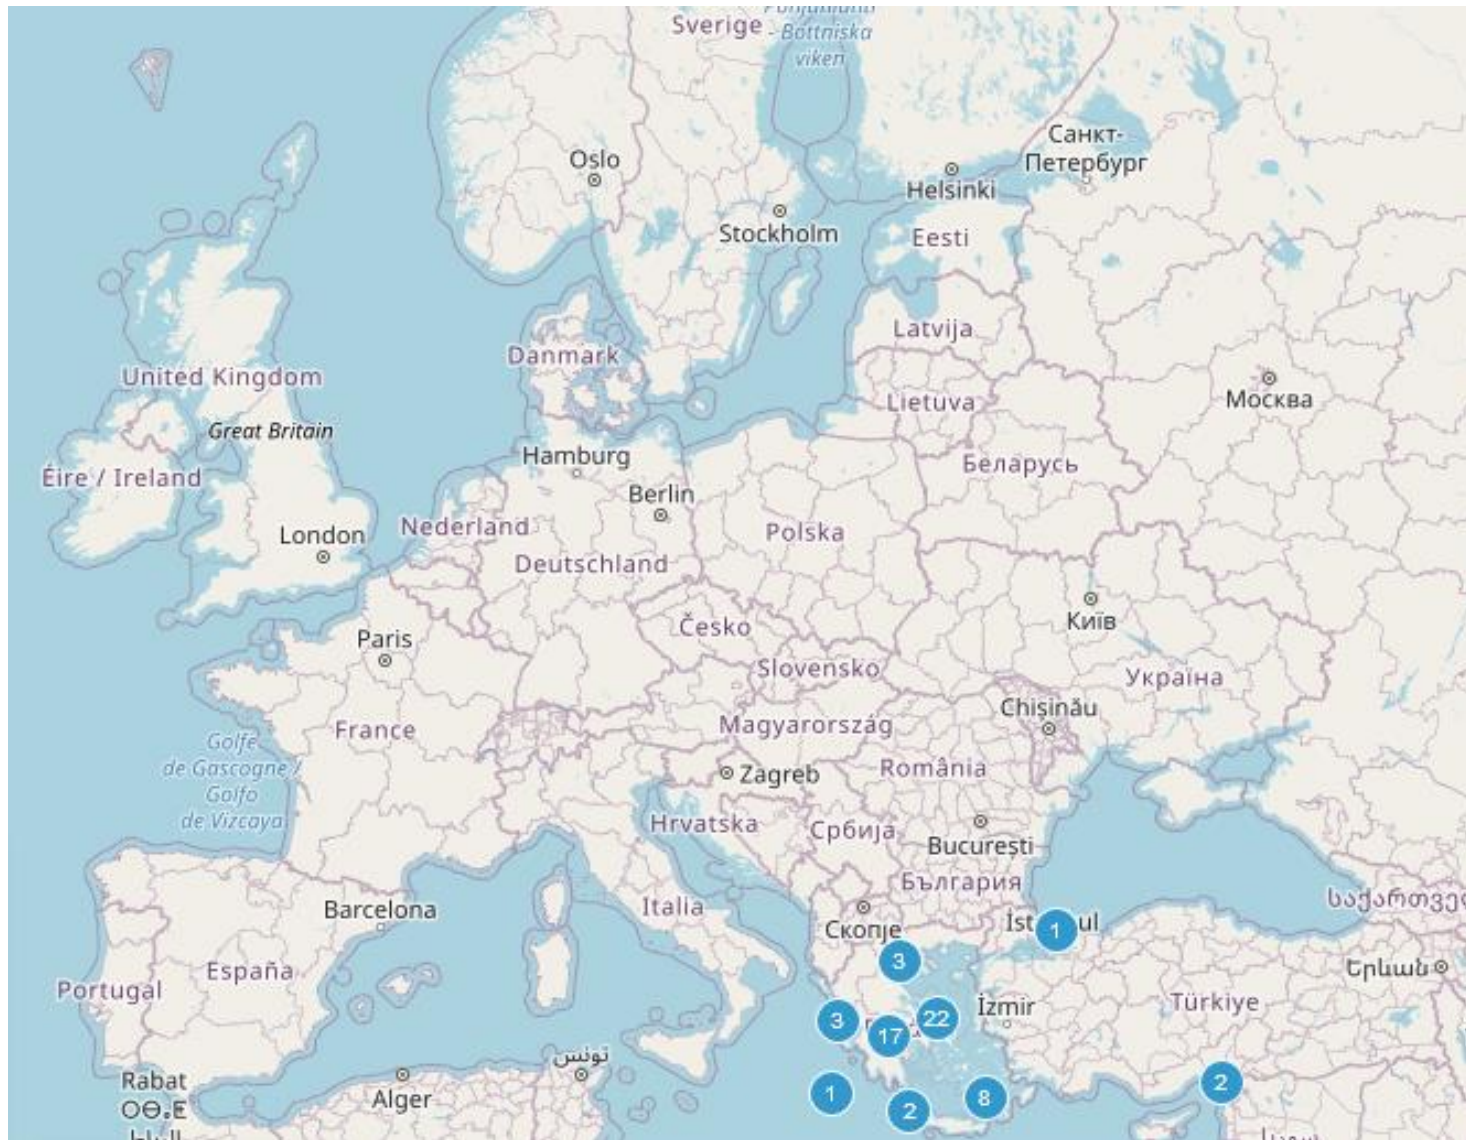 Sverige
- Bottniska
viken
Санкт-
Петербург
Oslo
Helsinki
Stockholm
Eesti
Latvija
Danmark
United Kingdom
Москва
Lietuva
Great Britain
Hamburg
Беларусь
Éire / Ireland
Berlin
Nederland
London
Polska
Deutschland
Київ
Česko
Paris
Slovensko
Україна
Chișinău
France
Magyarország
Golfe
de Gascogne /
Golfo
de Vizcaya
România
Zagreb
Hrvatska
Србија
București
България
Italia
Barcelona
Скопје
1
3
España
Portugal
Երևան
Türkiye
İzmir
3
17
22
تونس
Rabat
ⵔⴱⴰⵟ
Alger
1
2
8
2